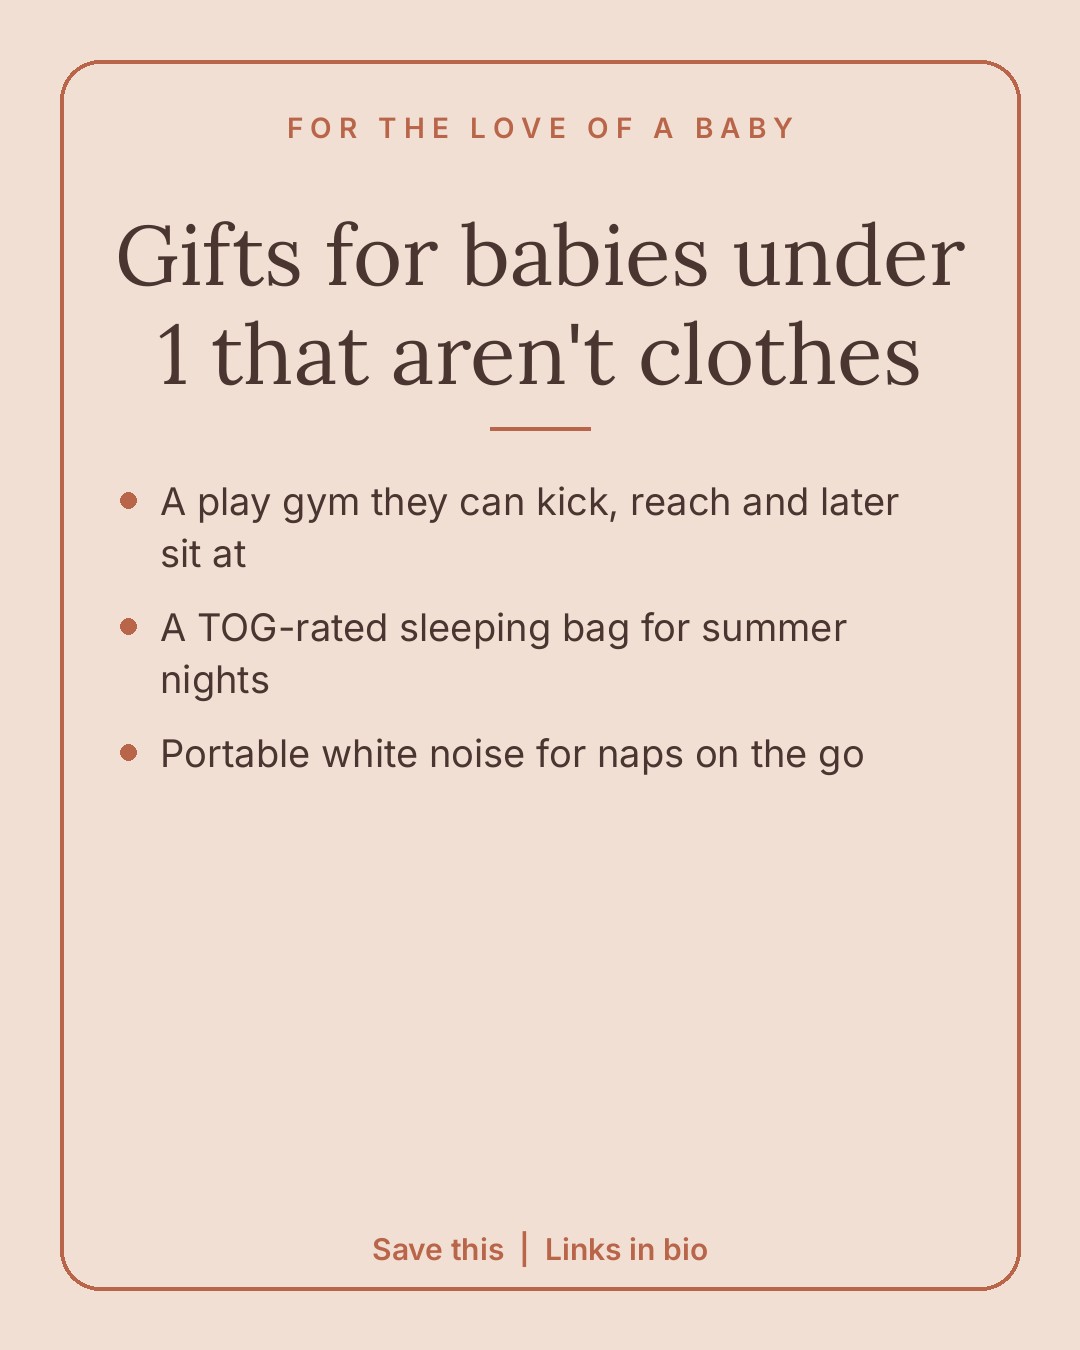 FOR THE LOVE OF A BABY
Gifts for babies under
1 that aren't clothes
A play gym they can kick, reach and later
sit at
A TOG-rated sleeping bag for summer
nights
Portable white noise for naps on the go
Save this | Links in bio